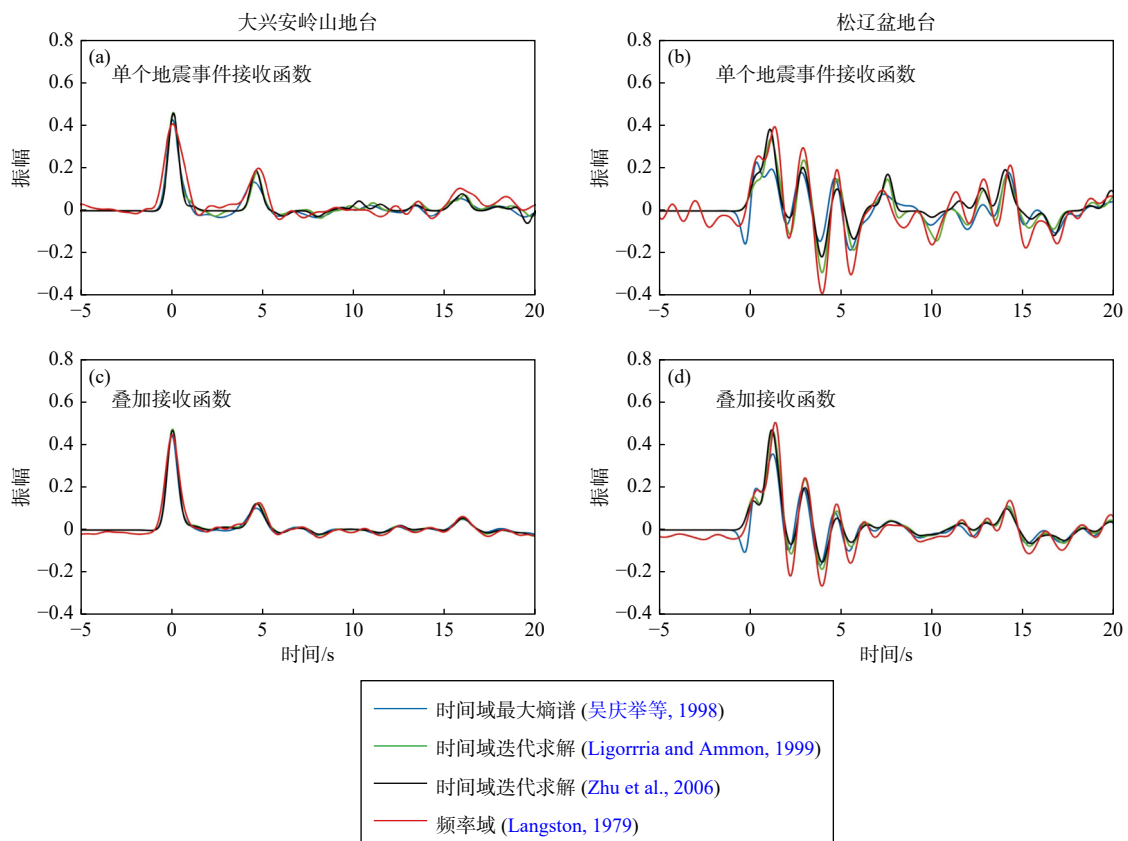 大兴安岭山地台
松辽盆地台
(a)
单个地震事件接收函数
0.8
0.6
0.4
0.2
0
−0.2
−0.4
振幅
−5 0 5 10 15 20
(b)
单个地震事件接收函数
0.8
0.6
0.4
0.2
0
−0.2
−0.4
振幅
−5 0 5 10 15 20
(c)
叠加接收函数
0.8
0.6
0.4
0.2
0
−0.2
−0.4
振幅
−5 0 5 10 15 20
时间/s
(d)
叠加接收函数
0.8
0.6
0.4
0.2
0
−0.2
−0.4
振幅
−5 0 5 10 15 20
时间/s
时间域最大熵谱 (吴庆举等, 1998)
时间域迭代求解 (Ligorrria and Ammon, 1999)
时间域迭代求解 (Zhu et al., 2006)
频率域 (Langston, 1979)